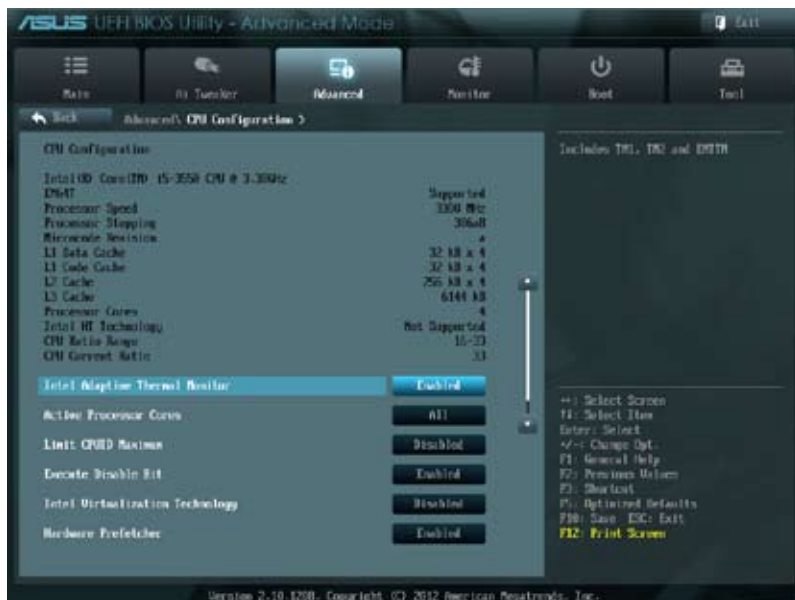 ASUS UEFI BIOS Utility - Advanced Mode
Exit
Main
Ai Tweaker
Advanced
Monitor
Boot
Tool
Back
Advanced\ CPU Configuration >
CPU Configuration
Includes TM1, TM2 and EMTTM
Intel(R) Core(TM) i5-3550 CPU @ 3.30GHz
EM64T Supported
Processor Speed 3300 MHz
Processor Stepping 306a8
Microcode Revision
L1 Data Cache 32 kB x 4
L1 Code Cache 32 kB x 4
L2 Cache 256 kB x 4
L3 Cache 6144 kB
Processor Cores 4
Intel HT Technology Not Supported
CPU Ratio Range 16-33
CPU Current Ratio 33
Intel Adaptive Thermal Monitor Enabled
Active Processor Cores All
Limit CPUID Maximum Disabled
Execute Disable Bit Enabled
Intel Virtualization Technology Disabled
Hardware Prefetcher Enabled
→←: Select Screen
↑↓: Select Item
Enter: Select
+/-: Change Opt.
F1: General Help
F2: Previous Values
F3: Shortcut
F5: Optimized Defaults
F10: Save ESC: Exit
F12: Print Screen
Version 2.10.1208. Copyright (C) 2012 American Megatrends, Inc.